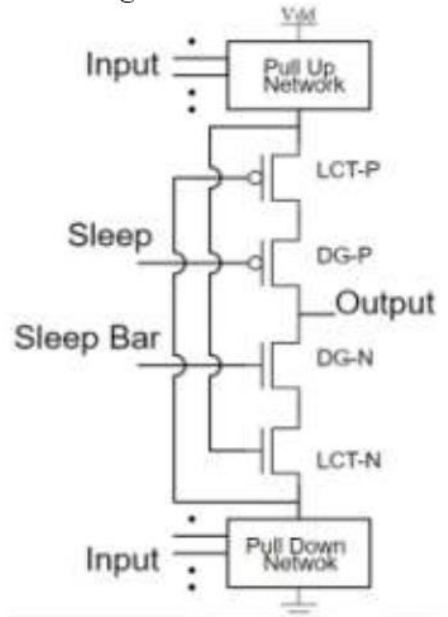 Vdd
Input
Pull Up
Network
LCT-P
Sleep
DG-P
Output
Sleep Bar
DG-N
LCT-N
Input
Pull Down
Netwok